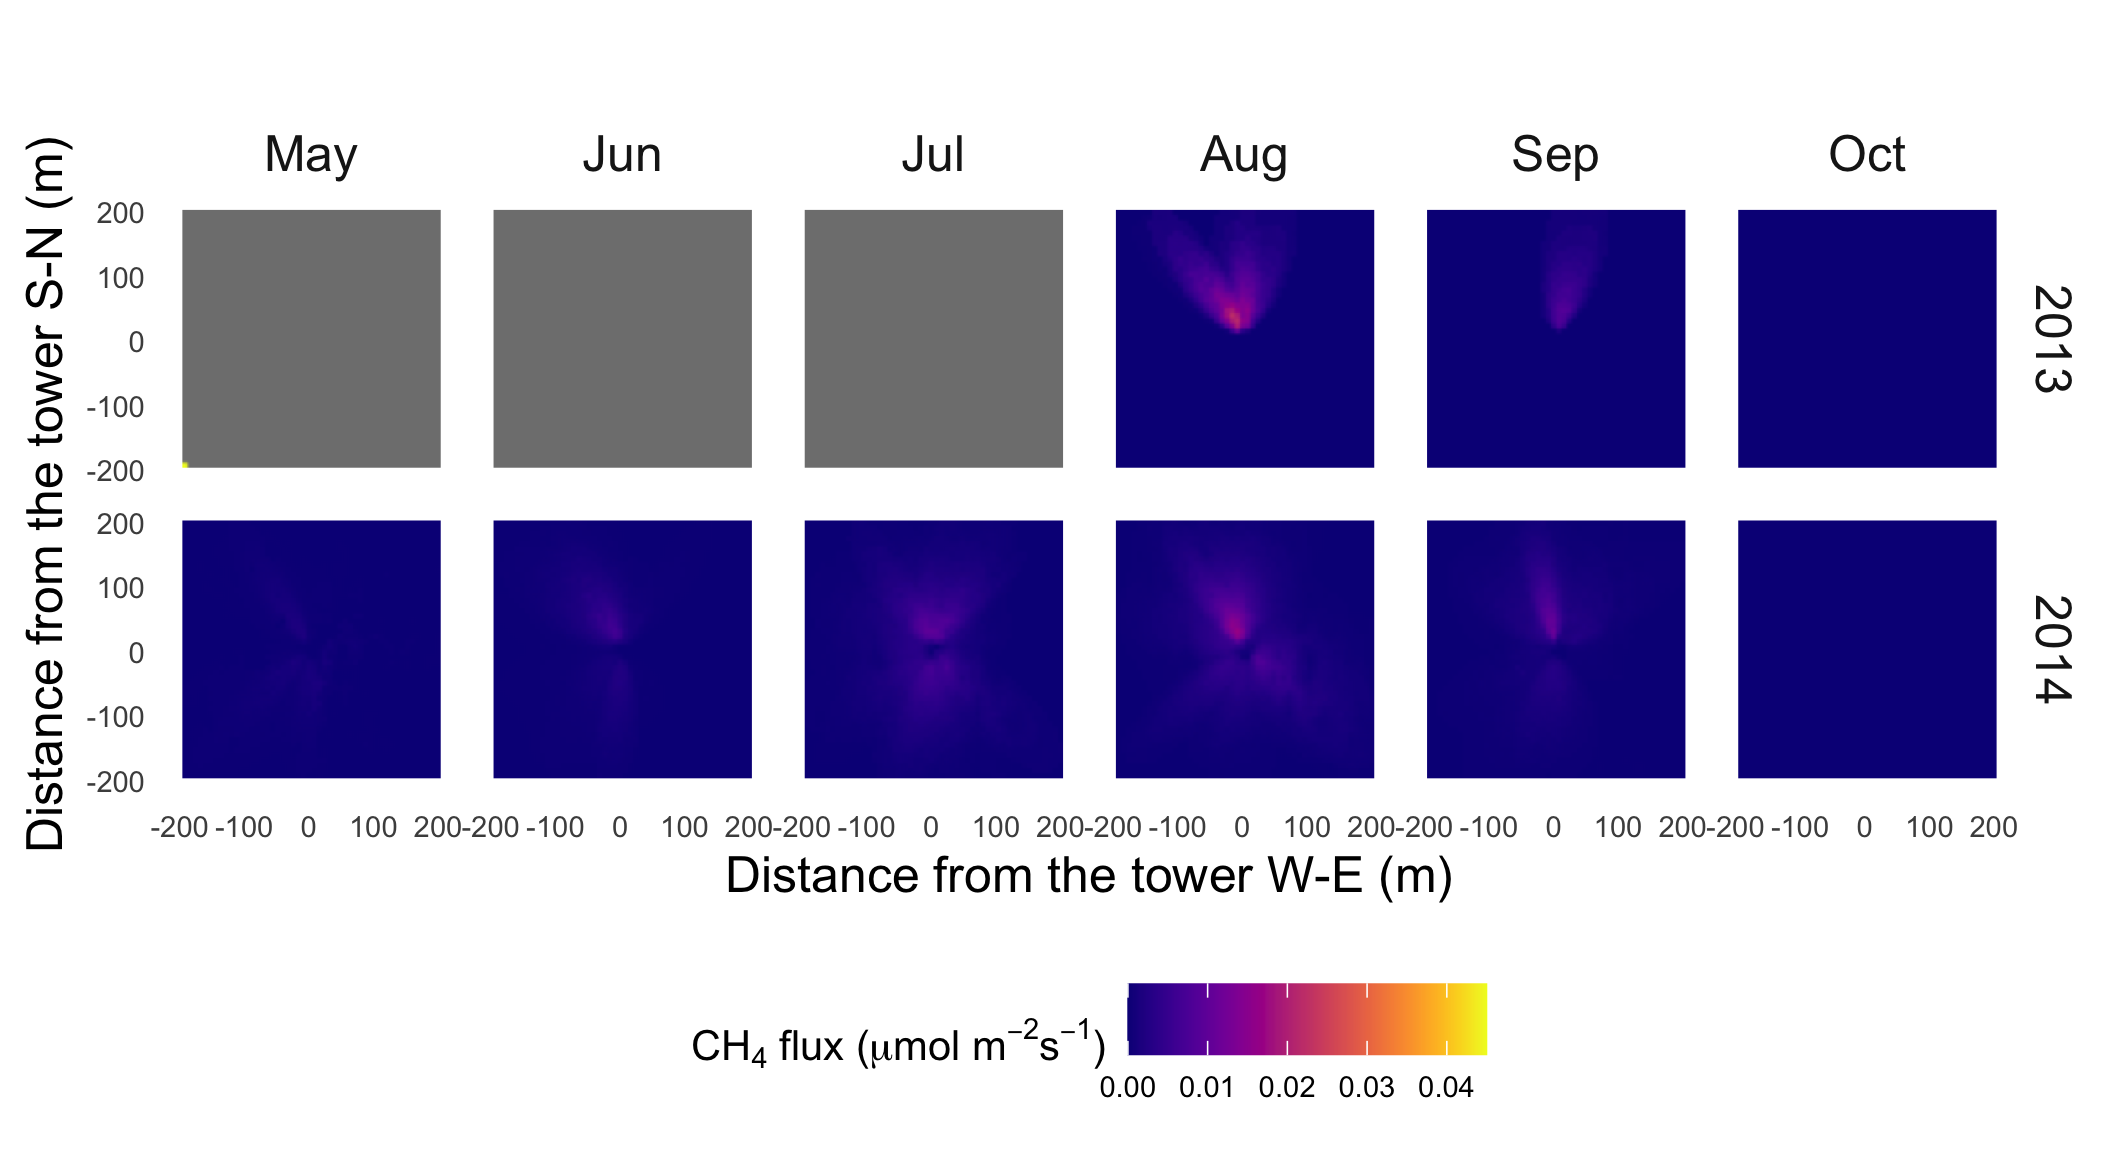 May Jun Jul Aug Sep Oct
Distance from the tower S-N (m)
200
100
0
-100
-200
2013
200
100
0
-100
-200
2014
-200 -100 0 100 200 -200 -100 0 100 200 -200 -100 0 100 200 -200 -100 0 100 200 -200 -100 0 100 200 -200 -100 0 100 200
Distance from the tower W-E (m)
CH₄ flux (μmol m⁻²s⁻¹)
0.00 0.01 0.02 0.03 0.04